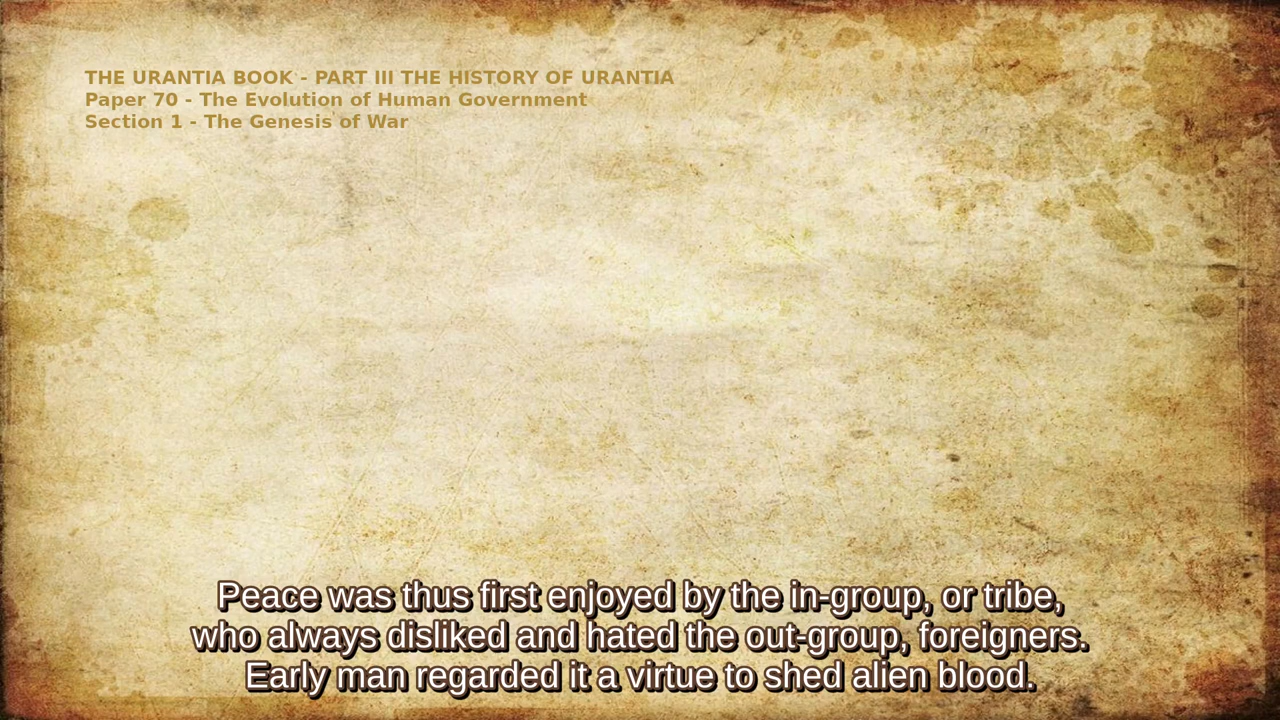 THE URANTIA BOOK - PART III THE HISTORY OF URANTIA
Paper 70 - The Evolution of Human Government
Section 1 - The Genesis of War
Peace was thus first enjoyed by the in-group, or tribe,
who always disliked and hated the out-group, foreigners.
Early man regarded it a virtue to shed alien blood.